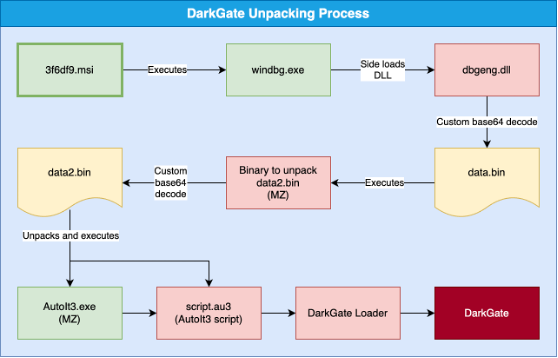 DarkGate Unpacking Process
3f6df9.msi
Executes
windbg.exe
Side loads
DLL
dbgeng.dll
Custom base64 decode
data2.bin
Custom
base64
decode
Binary to unpack
data2.bin
(MZ)
Executes
data.bin
Unpacks and executes
AutoIt3.exe
(MZ)
script.au3
(AutoIt3 script)
DarkGate Loader
DarkGate